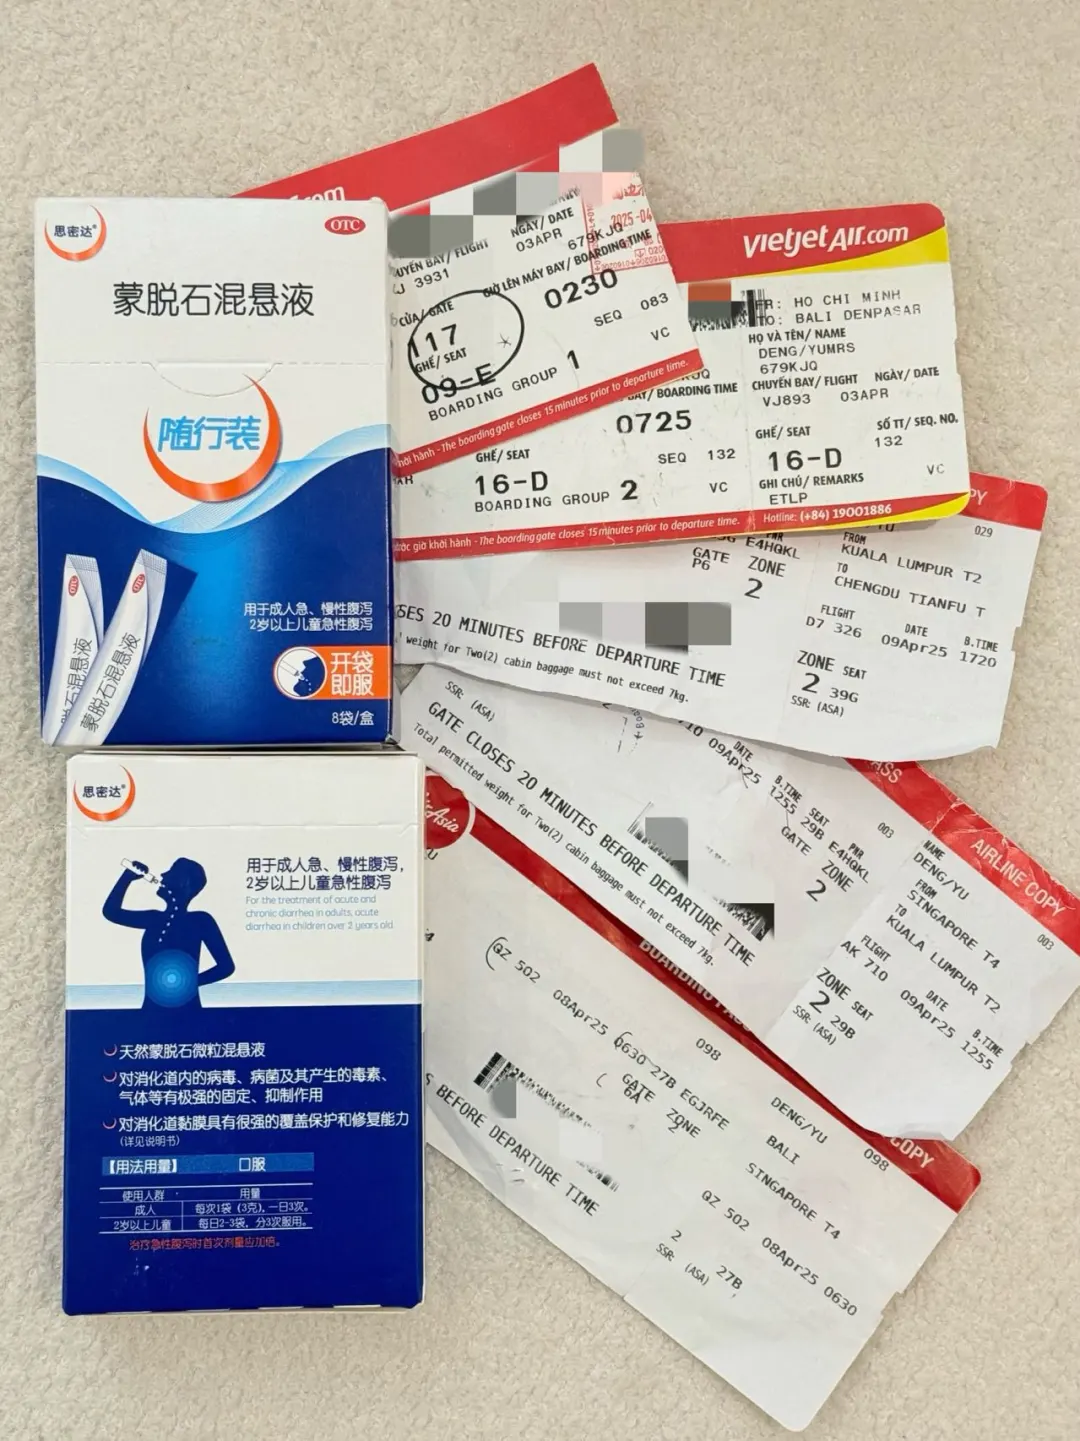 思密达®
OTC
蒙脱石混悬液
随行装
OTC
OTC
蒙脱石混悬液
用于成人急、慢性腹泻
2岁以上儿童急性腹泻
开袋
即服
8袋/盒
思密达®
用于成人急、慢性腹泻,
2岁以上儿童急性腹泻
For the treatment of acute and
chronic diarrhea in adults, acute
diarrhea in children over 2 years old
天然蒙脱石微粒混悬液
对消化道内的病毒、病菌及其产生的毒素、
气体等有极强的固定、抑制作用
对消化道黏膜具有很强的覆盖保护和修复能力
(详见说明书)
【用法用量】 口服
使用人群 用量
成人 每次1袋 (3克),一日3次。
2岁以上儿童 每日2-3袋, 分3次服用。
治疗急性腹泻时首次剂量应加倍。
NGÀY/ DATE
03APR
679KJQ
2025-04
FLIGHT
3931
GIỜ LÊN MÁY BAY/ BOARDING TIME
0230
CỬA/ GATE
117
SEQ 083
GHẾ/ SEAT
09-E
VC
BOARDING GROUP 1
The boarding gate closes 15 minutes prior to departure time.
vietjetAir.com
FR: HO CHI MINH
TO: BALI DENPASAR
HỌ VÀ TÊN/ NAME
DENG/YUMRS
679KJQ
CHUYẾN BAY/ FLIGHT NGÀY/ DATE
VJ893 03APR
GHẾ/ SEAT SỐ TT/ SEQ. NO.
16-D 132
GHI CHÚ/ REMARKS VC
ETLP
Hotline: (+84) 19001886
BOARDING TIME
0725
GHẾ/ SEAT SEQ 132
16-D
BOARDING GROUP 2 VC
khởi hành - The boarding gate closes 15 minutes prior to departure time.
029
PNR
E4HQKL
GATE ZONE
P6 2
20 MINUTES BEFORE DEPARTURE TIME
weight for Two(2) cabin baggage must not exceed 7kg.
FROM
KUALA LUMPUR T2
TO
CHENGDU TIANFU T
FLIGHT DATE B.TIME
D7 326 09Apr25 1720
ZONE SEAT
2 39G
SSR: (ASA)
SSR: (ASA)
GATE CLOSES 20 MINUTES BEFORE DEPARTURE TIME
Total permitted weight for Two(2) cabin baggage must not exceed 7kg.
DATE B.TIME SEAT PNR
09Apr25 1255 29B E4HQKL
GATE ZONE
2
003
AIRLINE COPY
003
NAME
DENG/YU
FROM
SINGAPORE T4
TO
KUALA LUMPUR T2
FLIGHT DATE B.TIME
AK 710 09Apr25 1255
ZONE SEAT
2 29B
SSR: (ASA)
BOARDING PASS
098
QZ 502 08Apr25 0630 27B EGJRFE
GATE ZONE
6A 2
BEFORE DEPARTURE TIME
COPY
098
DENG/YU
BALI
SINGAPORE T4
QZ 502 08Apr25 0630
2 27B
SSR: (ASA)